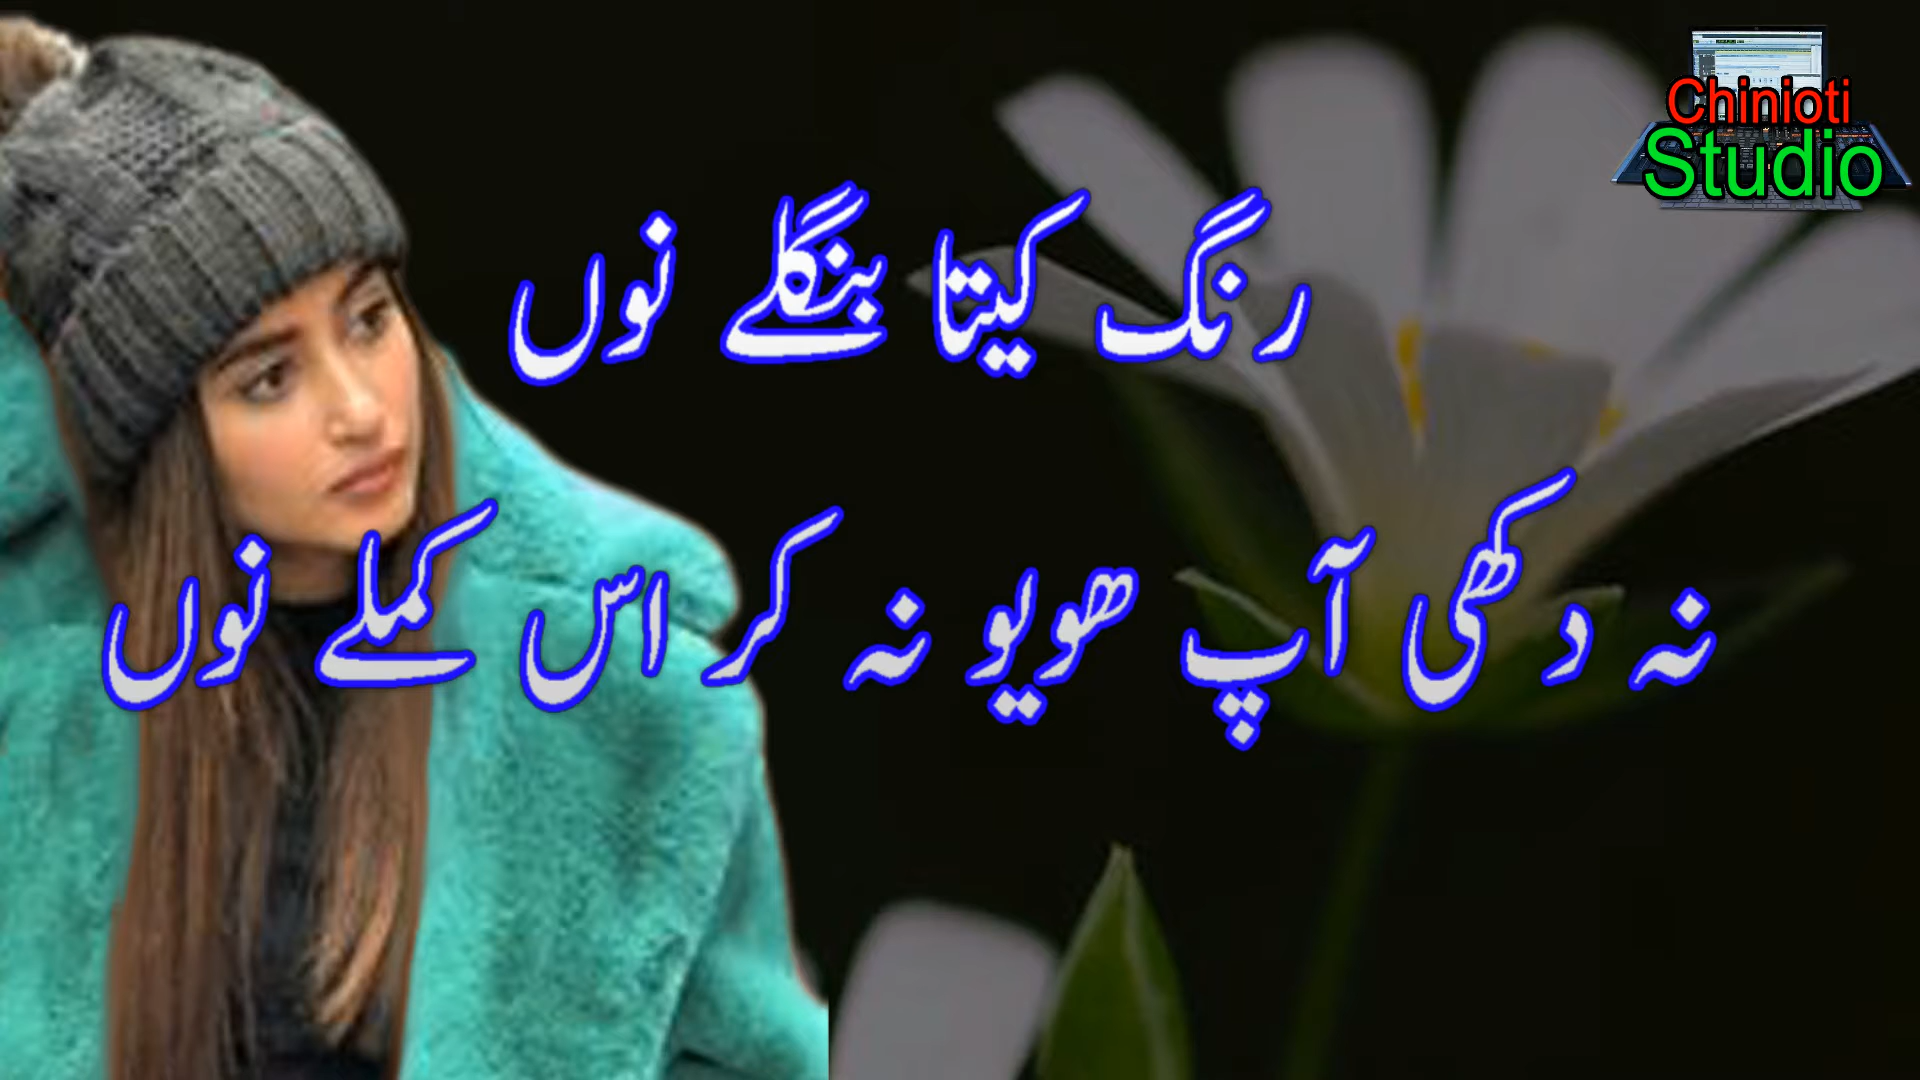 Chinioti
Studio
رنگ کیتا بنگلے نوں
نہ دکھی آپ ھویو نہ کر اسّ کملے نوں